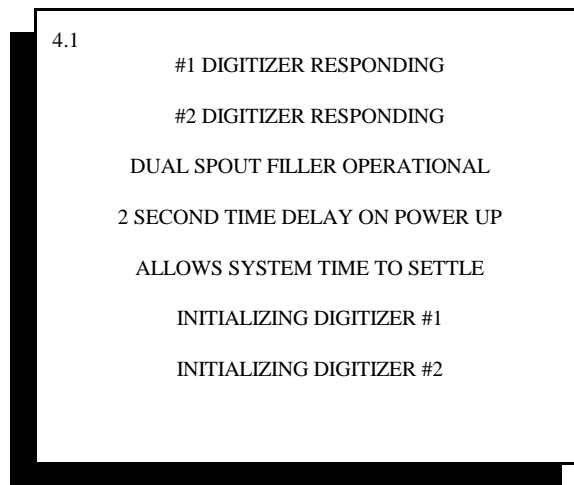 4.1
#1 DIGITIZER RESPONDING
#2 DIGITIZER RESPONDING
DUAL SPOUT FILLER OPERATIONAL
2 SECOND TIME DELAY ON POWER UP
ALLOWS SYSTEM TIME TO SETTLE
INITIALIZING DIGITIZER #1
INITIALIZING DIGITIZER #2